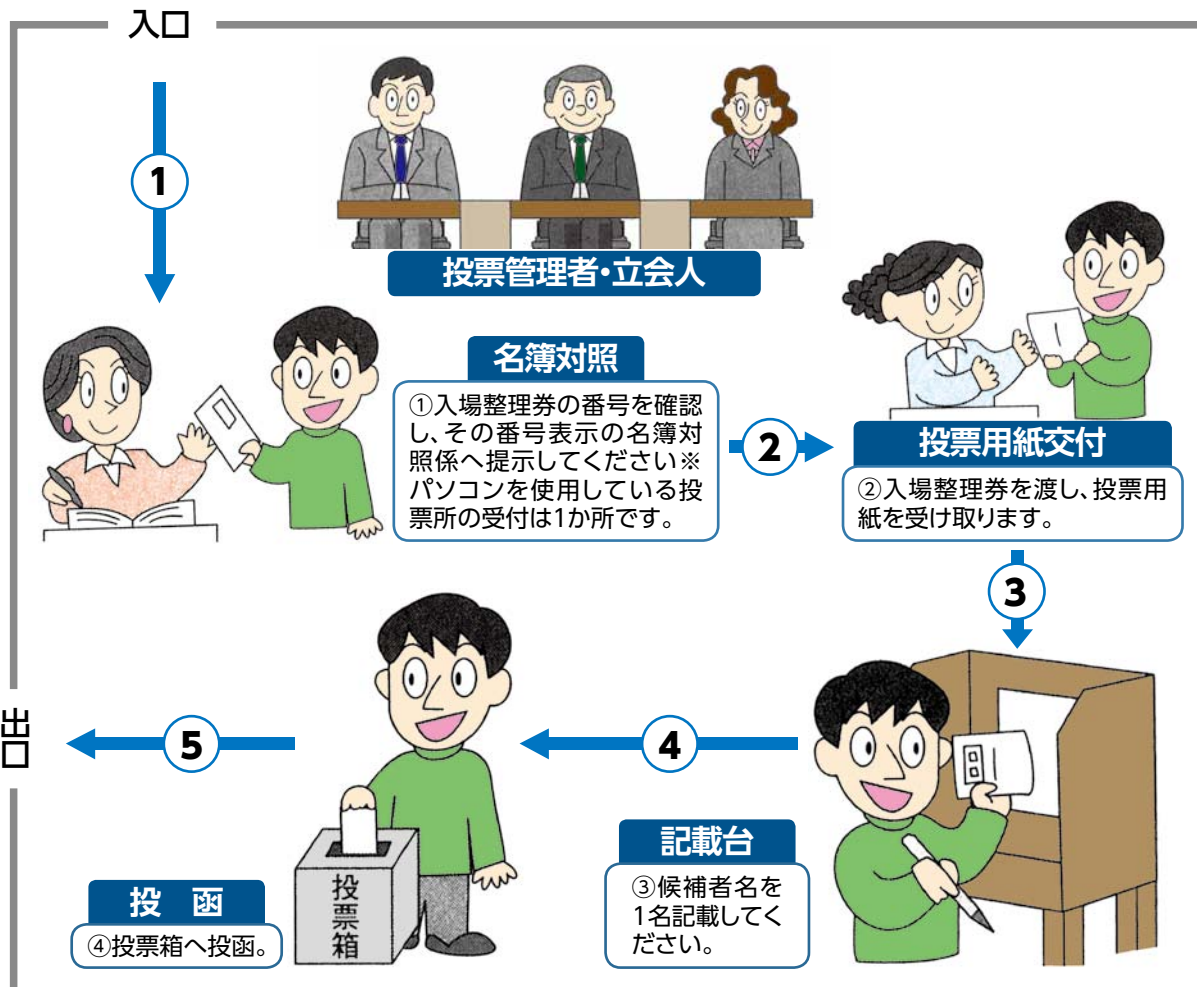 入口
1
投票管理者・立会人
名簿対照
①入場整理券の番号を確認
し、その番号表示の名簿対
照係へ提示してください※
パソコンを使用している投
票所の受付は1か所です。
2
投票用紙交付
②入場整理券を渡し、投票用
紙を受け取ります。
3
記載台
③候補者名を
1名記載してく
ださい。
4
投票箱
投　函
④投票箱へ投函。
5
出口